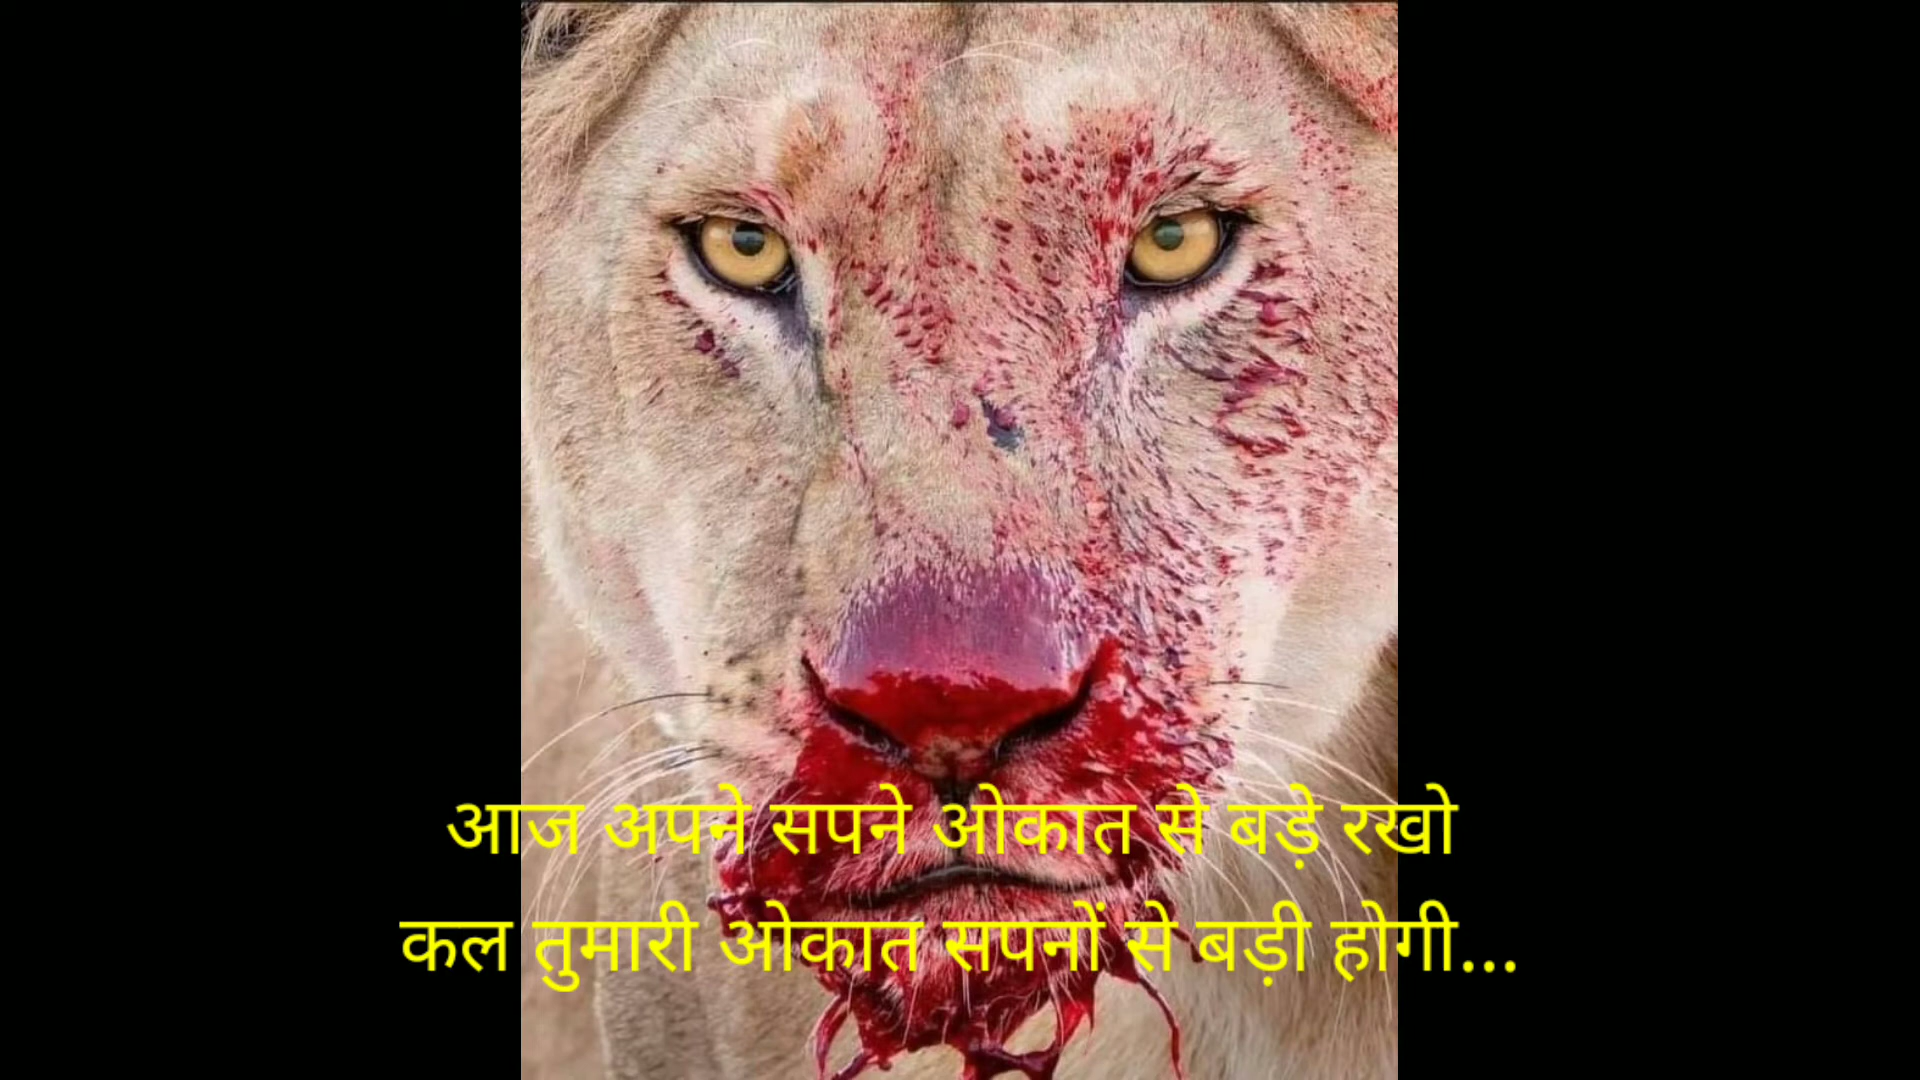 आज अपने सपने ओकात से बड़े रखो
कल तुमारी ओकात सपनों से बड़ी होगी...